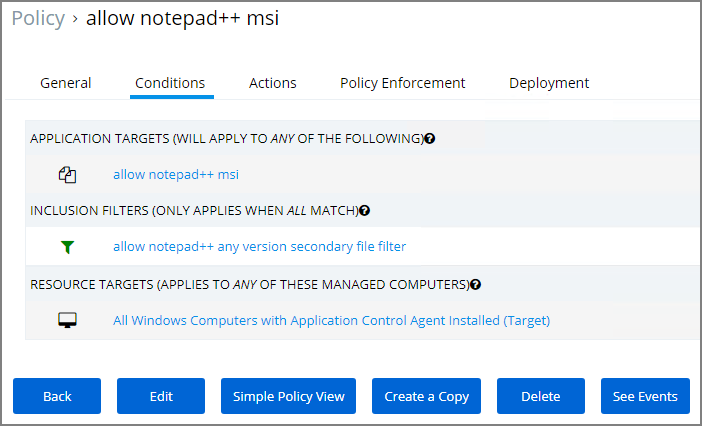 Policy › allow notepad++ msi
General Conditions Actions Policy Enforcement Deployment
APPLICATION TARGETS (WILL APPLY TO ANY OF THE FOLLOWING)?
allow notepad++ msi
INCLUSION FILTERS (ONLY APPLIES WHEN ALL MATCH)?
allow notepad++ any version secondary file filter
RESOURCE TARGETS (APPLIES TO ANY OF THESE MANAGED COMPUTERS)?
All Windows Computers with Application Control Agent Installed (Target)
Back Edit Simple Policy View Create a Copy Delete See Events